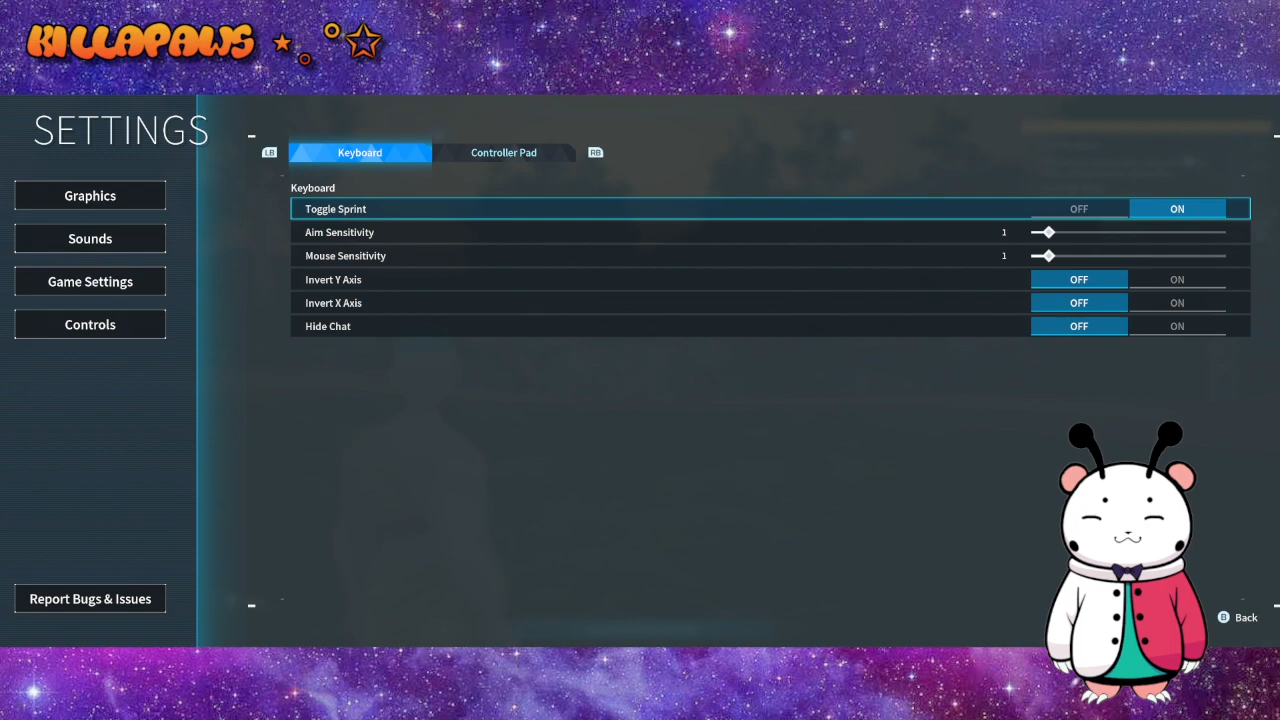 KILLAPAWS
SETTINGS
Graphics
Sounds
Game Settings
Controls
Report Bugs & Issues
LB Keyboard Controller Pad RB
Keyboard
Toggle Sprint OFF ON
Aim Sensitivity 1
Mouse Sensitivity 1
Invert Y Axis OFF ON
Invert X Axis OFF ON
Hide Chat OFF ON
B Back